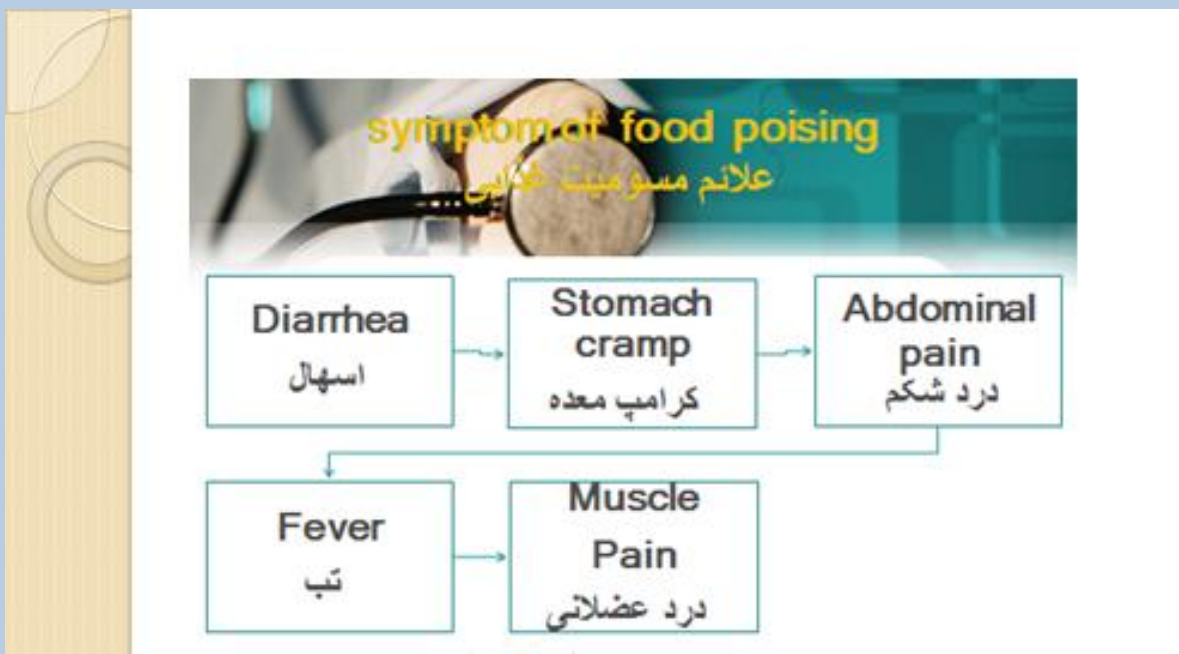 symptom of food poising
علائم مسومیت غذایی
Diarrhea
اسهال
Stomach
cramp
کرامپ معده
Abdominal
pain
درد شکم
Fever
تب
Muscle
Pain
درد عضلانی